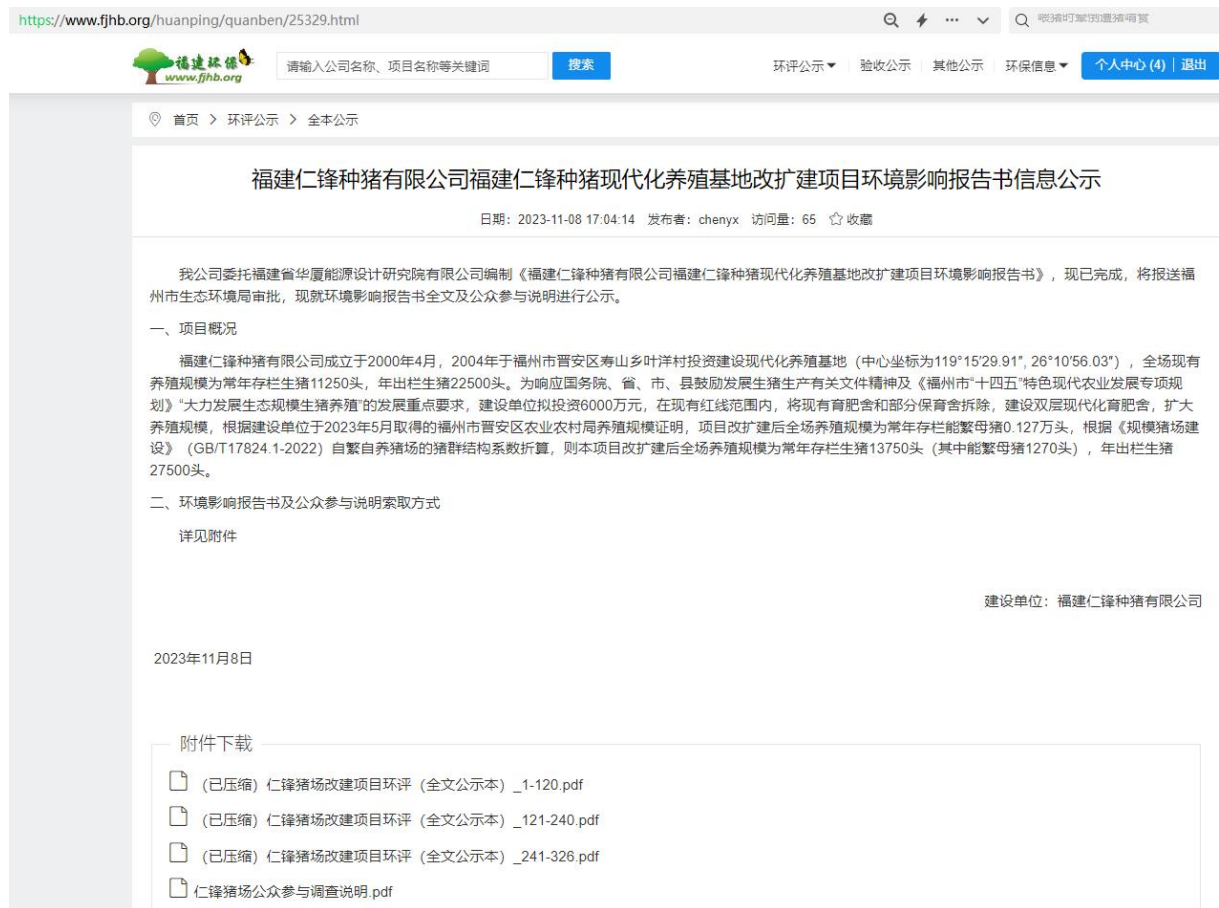 https://www.fjhb.org/huanping/quanben/25329.html
福建环保
www.fjhb.org
请输入公司名称、项目名称等关键词
搜索
环评公示 验收公示 其他公示 环保信息 个人中心 (4) | 退出
首页 > 环评公示 > 全本公示
福建仁锋种猪有限公司福建仁锋种猪现代化养殖基地改扩建项目环境影响报告书信息公示
日期：2023-11-08 17:04:14 发布者：chenyx 访问量：65 收藏
我公司委托福建省华厦能源设计研究院有限公司编制《福建仁锋种猪有限公司福建仁锋种猪现代化养殖基地改扩建项目环境影响报告书》，现已完成，将报送福
州市生态环境局审批，现就环境影响报告书全文及公众参与说明进行公示。
一、项目概况
福建仁锋种猪有限公司成立于2000年4月，2004年于福州市晋安区寿山乡叶洋村投资建设现代化养殖基地（中心坐标为119°15'29.91", 26°10'56.03"），全场现有
养殖规模为常年存栏生猪11250头，年出栏生猪22500头。为响应国务院、省、市、县鼓励发展生猪生产有关文件精神及《福州市“十四五”特色现代农业发展专项规
划》“大力发展生态规模生猪养殖”的发展重点要求，建设单位拟投资6000万元，在现有红线范围内，将现有育肥舍和部分保育舍拆除，建设双层现代化育肥舍，扩大
养殖规模，根据建设单位于2023年5月取得的福州市晋安区农业农村局养殖规模证明，项目改扩建后全场养殖规模为常年存栏能繁母猪0.127万头，根据《规模猪场建
设》（GB/T17824.1-2022）自繁自养猪场的猪群结构系数折算，则本项目改扩建后全场养殖规模为常年存栏生猪13750头（其中能繁母猪1270头），年出栏生猪
27500头。
二、环境影响报告书及公众参与说明索取方式
详见附件
建设单位：福建仁锋种猪有限公司
2023年11月8日
附件下载
（已压缩）仁锋猪场改建项目环评（全文公示本）_1-120.pdf
（已压缩）仁锋猪场改建项目环评（全文公示本）_121-240.pdf
（已压缩）仁锋猪场改建项目环评（全文公示本）_241-326.pdf
仁锋猪场公众参与调查说明.pdf